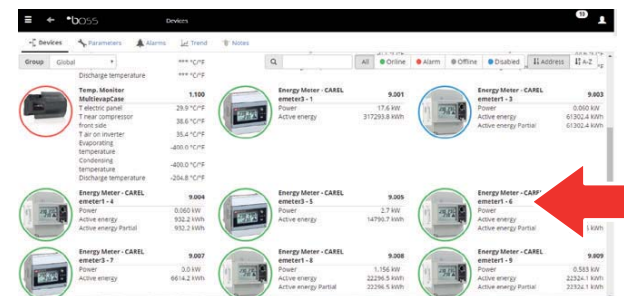 10
boss
Devices
Devices Parameters Alarms Trend Notes
Group Global All Online Alarm Offline Disabled Address A-Z
Discharge temperature *** °C/°F
Temp. Monitor MultievapCase 1.100
T electric panel 29.9 °C/°F
T near compressor front side 38.6 °C/°F
T air on inverter 35.4 °C/°F
Evaporating temperature -400.0 °C/°F
Condensing temperature -400.0 °C/°F
Discharge temperature -204.8 °C/°F
Energy Meter - CAREL emeter3 - 1 9.001
Power 17.6 kW
Active energy 317293.8 kWh
Energy Meter - CAREL emeter1 - 3 9.003
Power 0.060 kW
Active energy 61302.4 kWh
Active energy Partial 61302.4 kWh
Energy Meter - CAREL emeter1 - 4 9.004
Power 0.060 kW
Active energy 932.2 kWh
Active energy Partial 932.2 kWh
Energy Meter - CAREL emeter3 - 5 9.005
Power 2.7 kW
Active energy 14790.7 kWh
Energy Meter - CAREL emeter1 - 6
Power
Active energy
Active energy Partial kWh
Energy Meter - CAREL emeter3 - 7 9.007
Power 3.0 kW
Active energy 6614.2 kWh
Energy Meter - CAREL emeter1 - 8 9.008
Power 1.156 kW
Active energy 22296.5 kWh
Active energy Partial 22296.5 kWh
Energy Meter - CAREL emeter1 - 9 9.009
Power 0.583 kW
Active energy 22324.1 kWh
Active energy Partial 22324.1 kWh